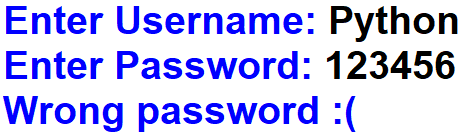 Enter Username: Python
Enter Password: 123456
Wrong password :(